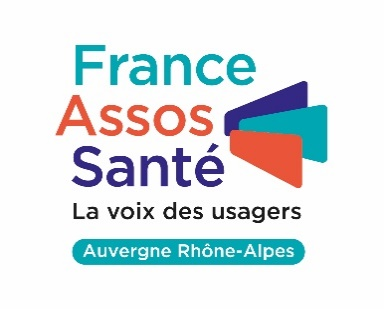 France
Assos
Santé
La voix des usagers
Auvergne Rhône-Alpes